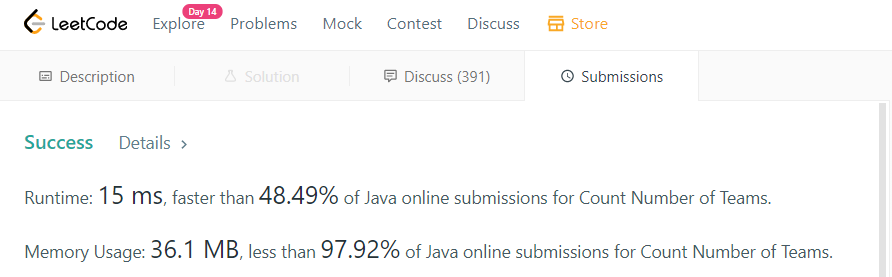 Day 14
LeetCode Explore Problems Mock Contest Discuss Store
Description Solution Discuss (391) Submissions
Success Details >
Runtime: 15 ms, faster than 48.49% of Java online submissions for Count Number of Teams.
Memory Usage: 36.1 MB, less than 97.92% of Java online submissions for Count Number of Teams.